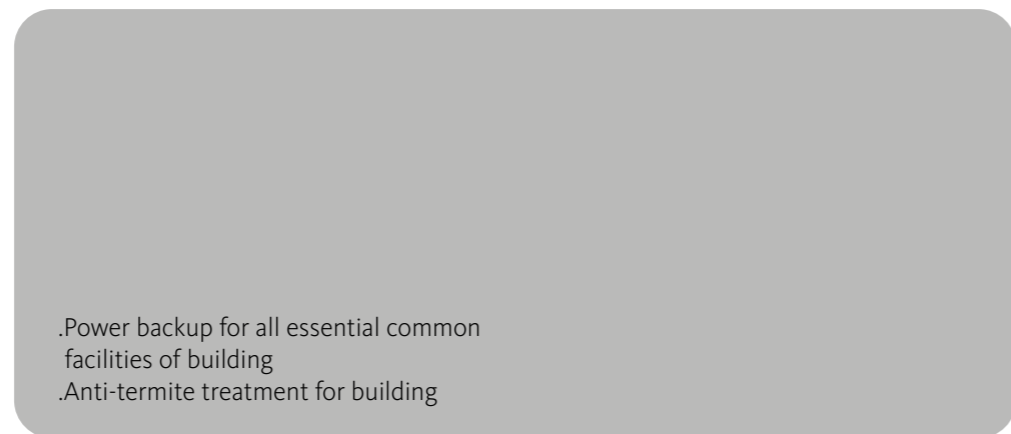 .Power backup for all essential common
facilities of building
.Anti-termite treatment for building